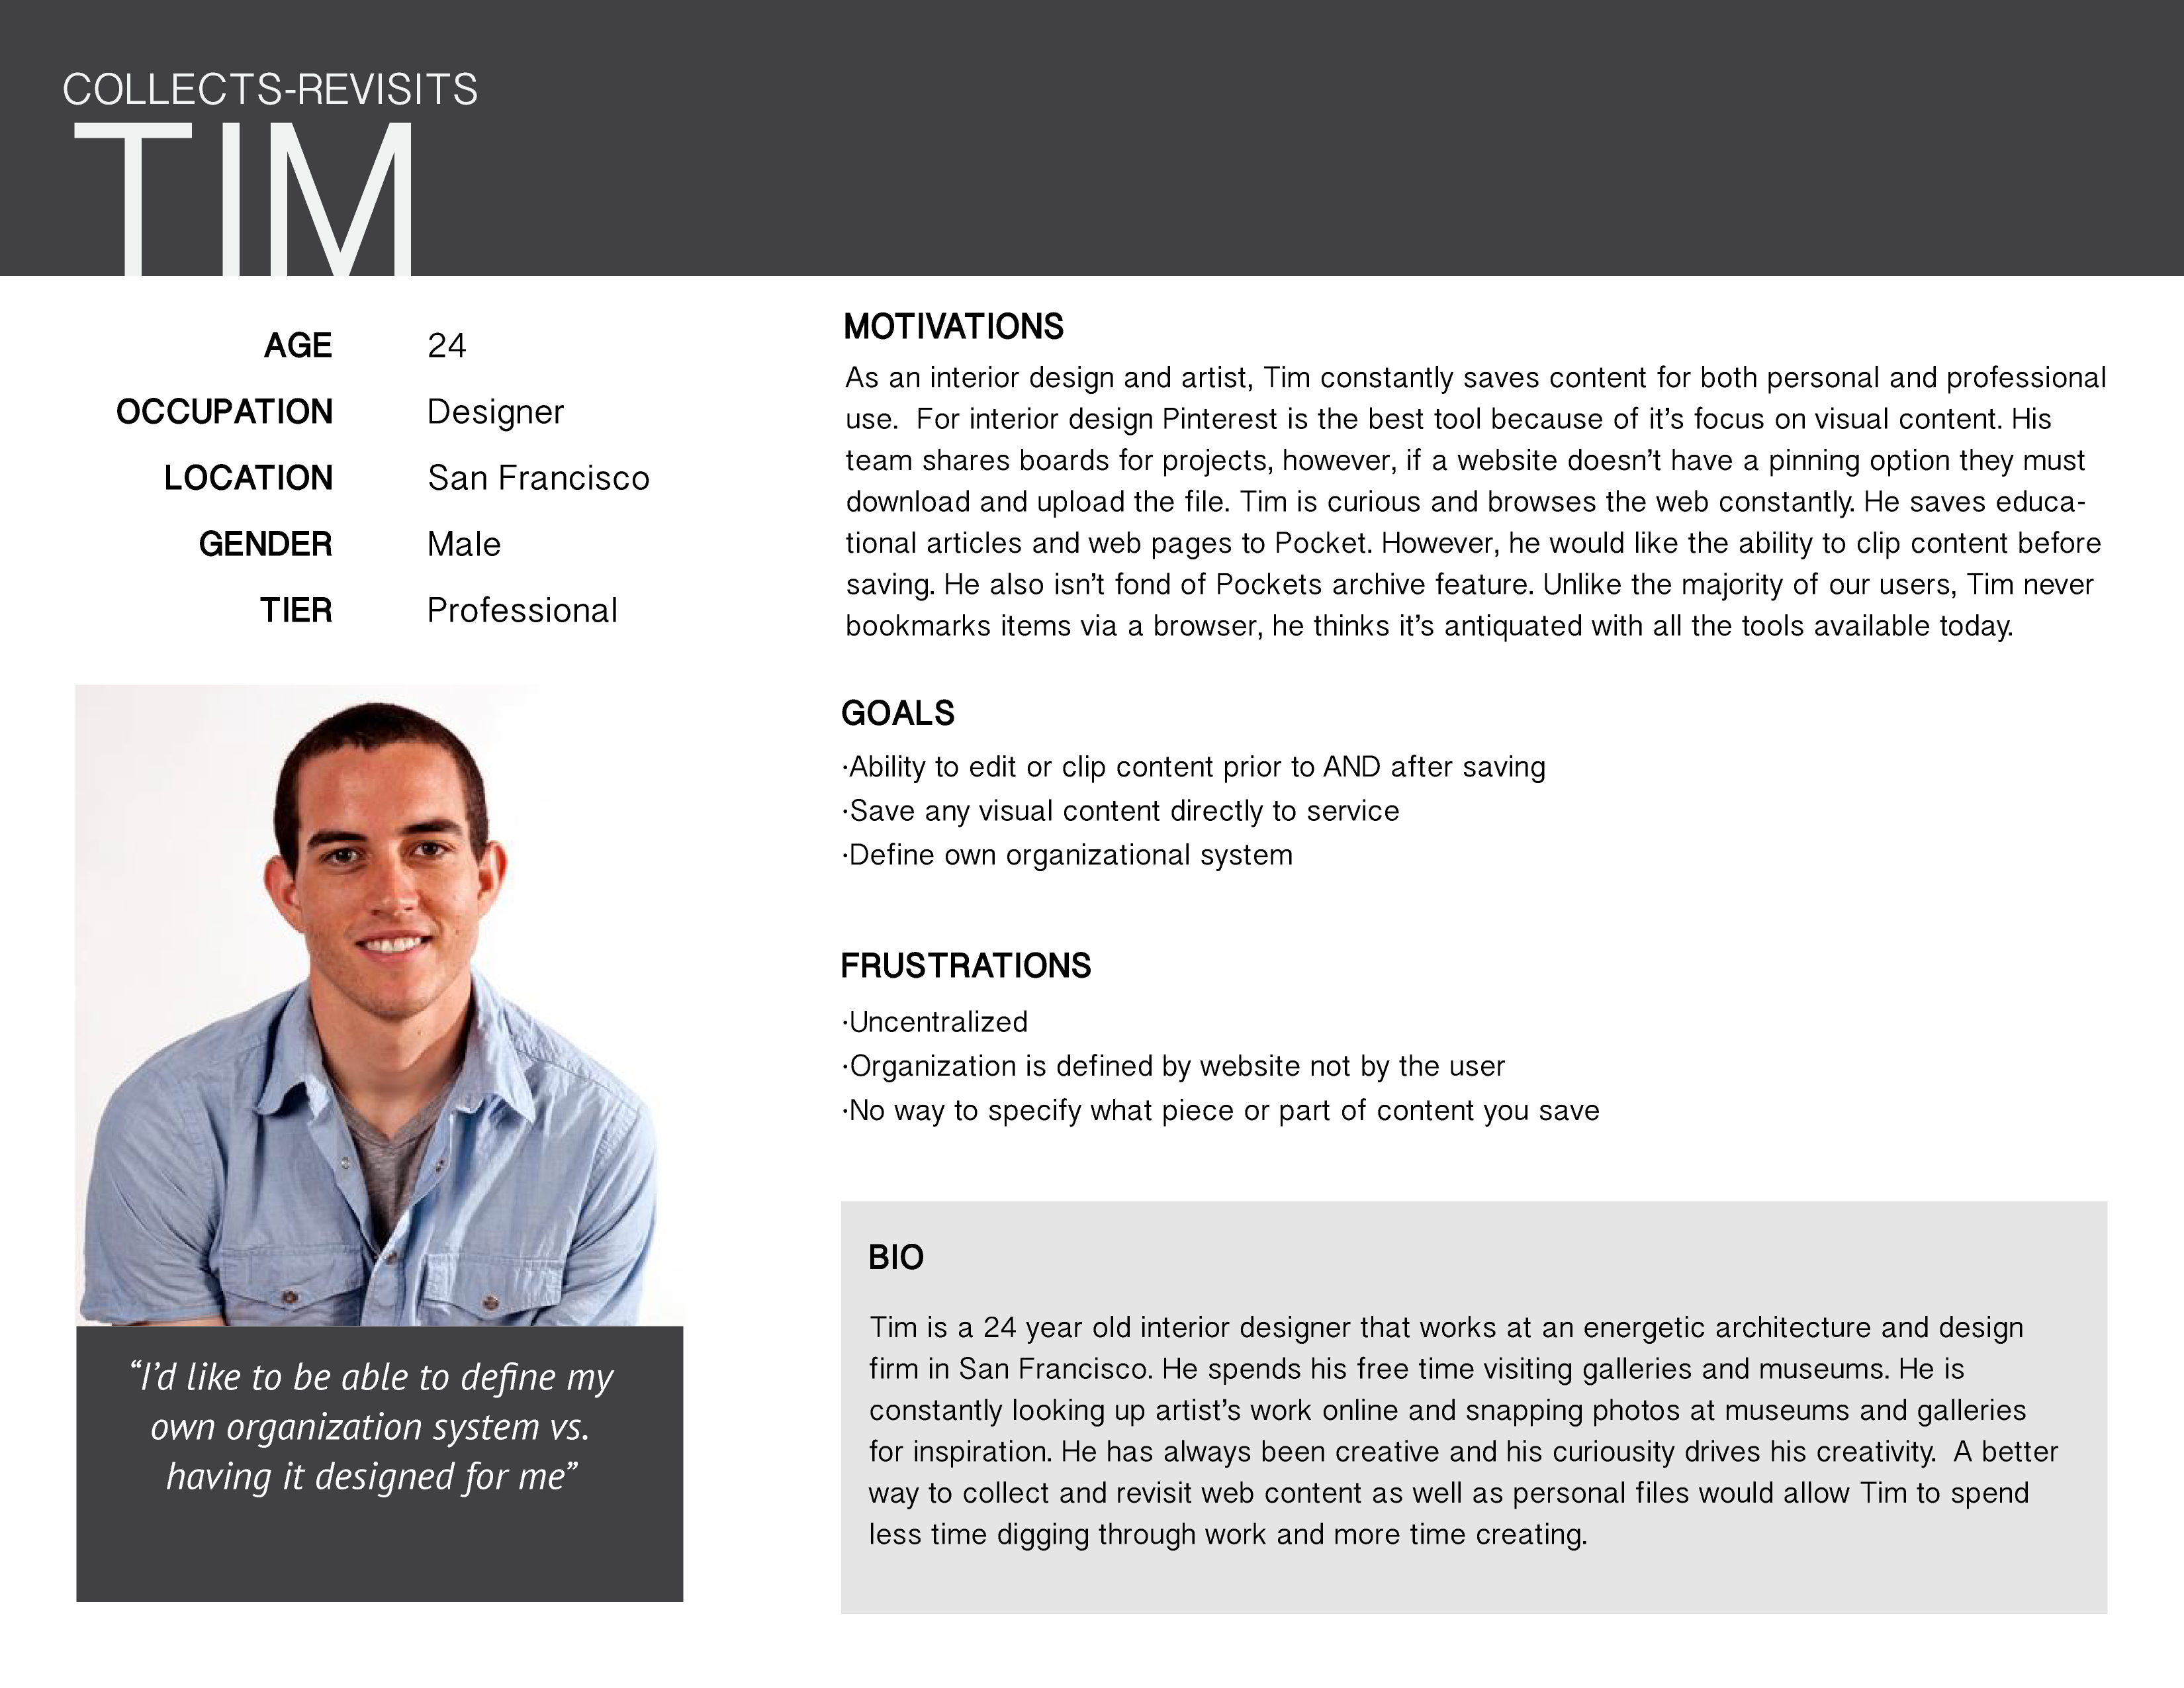 COLLECTS-REVISITS
TIM
AGE 24
OCCUPATION Designer
LOCATION San Francisco
GENDER Male
TIER Professional
“I’d like to be able to define my
own organization system vs.
having it designed for me”
MOTIVATIONS
As an interior design and artist, Tim constantly saves content for both personal and professional
use.  For interior design Pinterest is the best tool because of it’s focus on visual content. His
team shares boards for projects, however, if a website doesn’t have a pinning option they must
download and upload the file. Tim is curious and browses the web constantly. He saves educa-
tional articles and web pages to Pocket. However, he would like the ability to clip content before
saving. He also isn’t fond of Pockets archive feature. Unlike the majority of our users, Tim never
bookmarks items via a browser, he thinks it’s antiquated with all the tools available today.
GOALS
·Ability to edit or clip content prior to AND after saving
·Save any visual content directly to service
·Define own organizational system
FRUSTRATIONS
·Uncentralized
·Organization is defined by website not by the user
·No way to specify what piece or part of content you save
BIO
Tim is a 24 year old interior designer that works at an energetic architecture and design
firm in San Francisco. He spends his free time visiting galleries and museums. He is
constantly looking up artist’s work online and snapping photos at museums and galleries
for inspiration. He has always been creative and his curiousity drives his creativity.  A better
way to collect and revisit web content as well as personal files would allow Tim to spend
less time digging through work and more time creating.